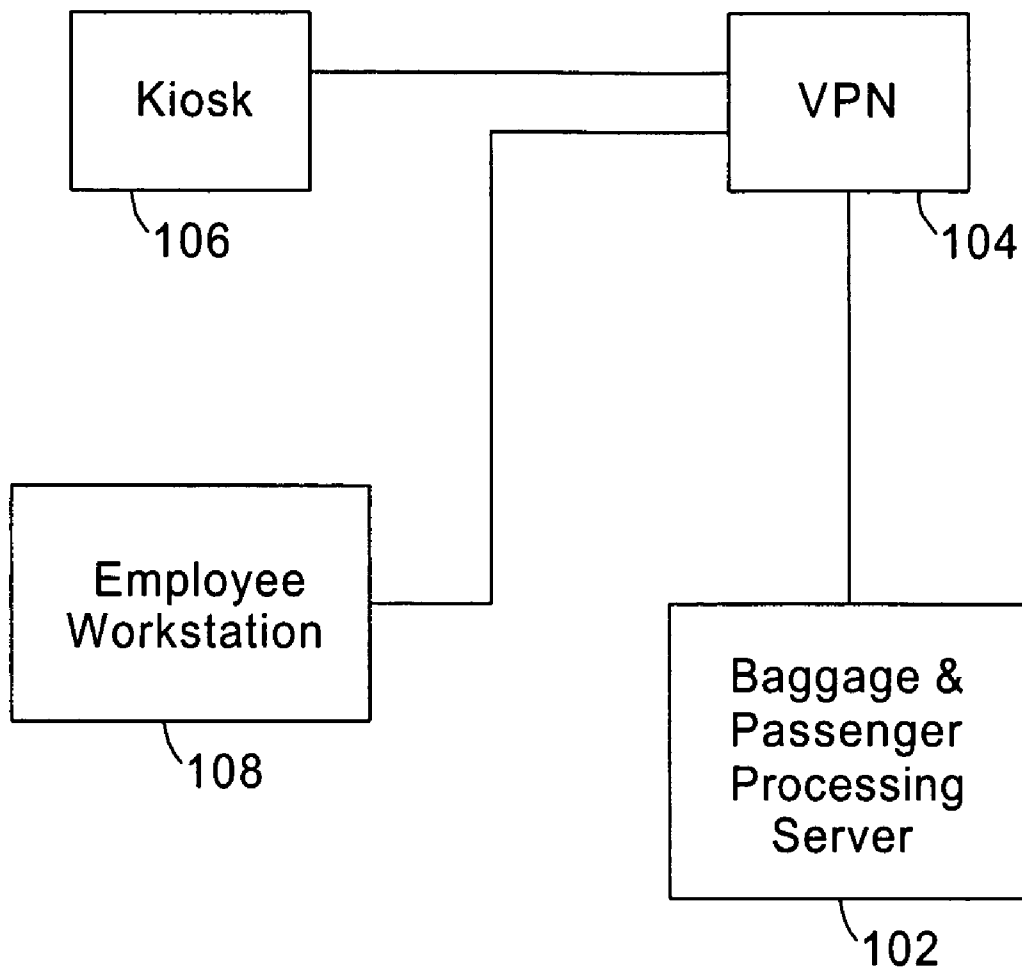 Kiosk
106
VPN
104
Employee
Workstation
108
Baggage &
Passenger
Processing
Server
102